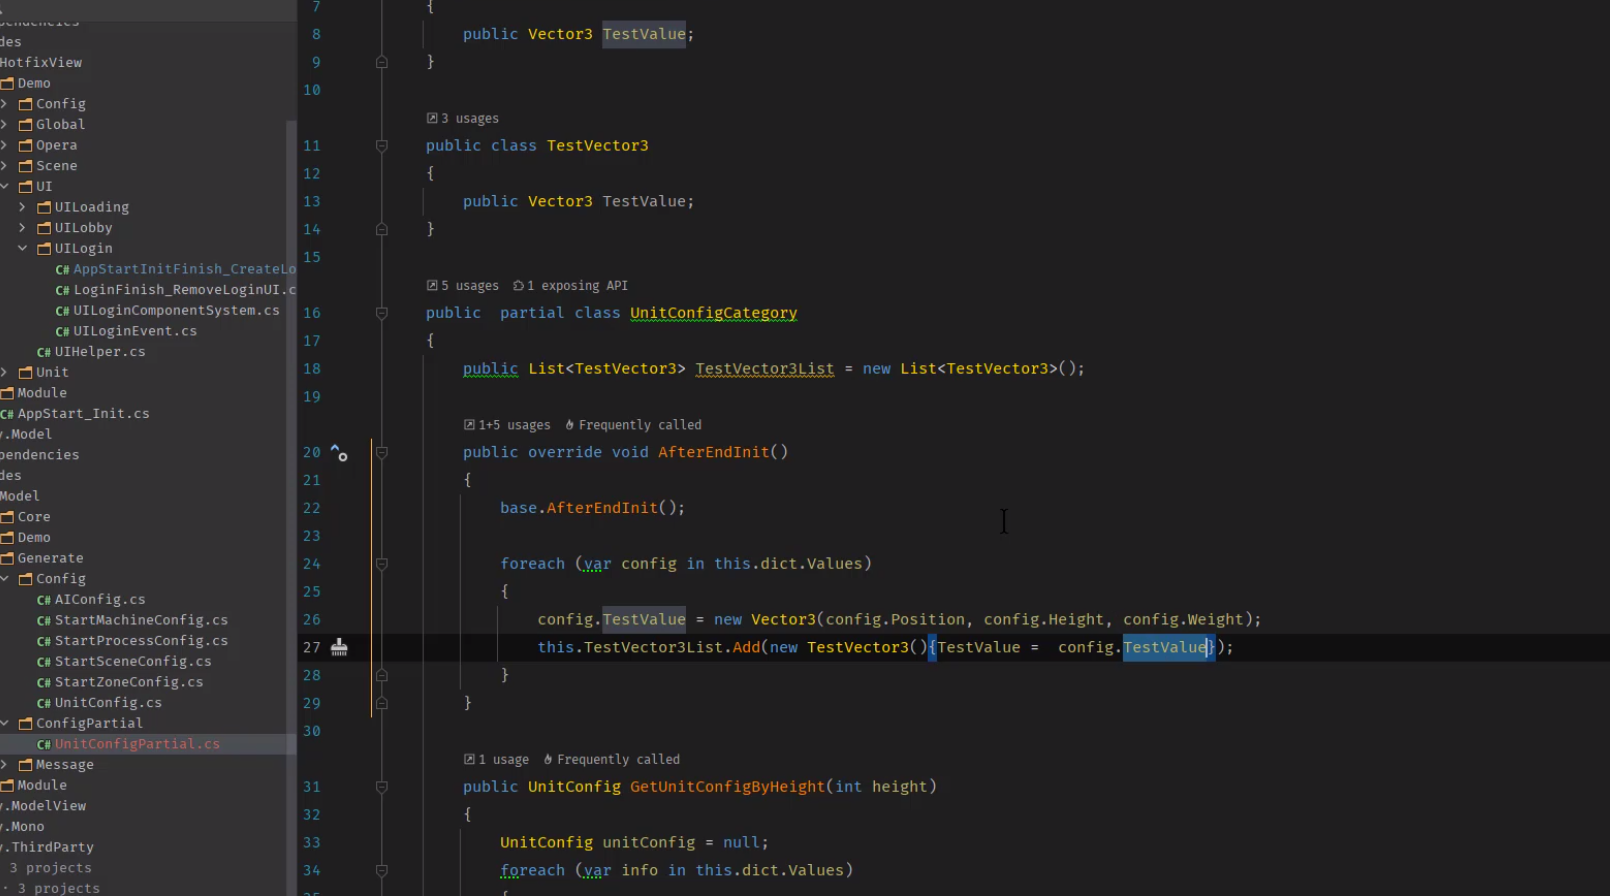 endencies
des
HotfixView
Demo
Config
Global
Opera
Scene
UI
UILoading
UILobby
UILogin
C# AppStartInitFinish_CreateLo
C# LoginFinish_RemoveLoginUI.c
C# UILoginComponentSystem.cs
C# UILoginEvent.cs
C# UIHelper.cs
Unit
Module
C# AppStart_Init.cs
y.Model
ependencies
des
Model
Core
Demo
Generate
Config
C# AIConfig.cs
C# StartMachineConfig.cs
C# StartProcessConfig.cs
C# StartSceneConfig.cs
C# StartZoneConfig.cs
C# UnitConfig.cs
ConfigPartial
C# UnitConfigPartial.cs
Message
Module
y.ModelView
y.Mono
y.ThirdParty
3 projects
· 3 projects
7 {
8 public Vector3 TestValue;
9 }
10
3 usages
11 public class TestVector3
12 {
13 public Vector3 TestValue;
14 }
15
5 usages 1 exposing API
16 public  partial class UnitConfigCategory
17 {
18 public List<TestVector3> TestVector3List = new List<TestVector3>();
19
1+5 usages Frequently called
20 public override void AfterEndInit()
21 {
22 base.AfterEndInit();
23
24 foreach (var config in this.dict.Values)
25 {
26 config.TestValue = new Vector3(config.Position, config.Height, config.Weight);
27 this.TestVector3List.Add(new TestVector3(){TestValue =  config.TestValue});
28 }
29 }
30
1 usage Frequently called
31 public UnitConfig GetUnitConfigByHeight(int height)
32 {
33 UnitConfig unitConfig = null;
34 foreach (var info in this.dict.Values)